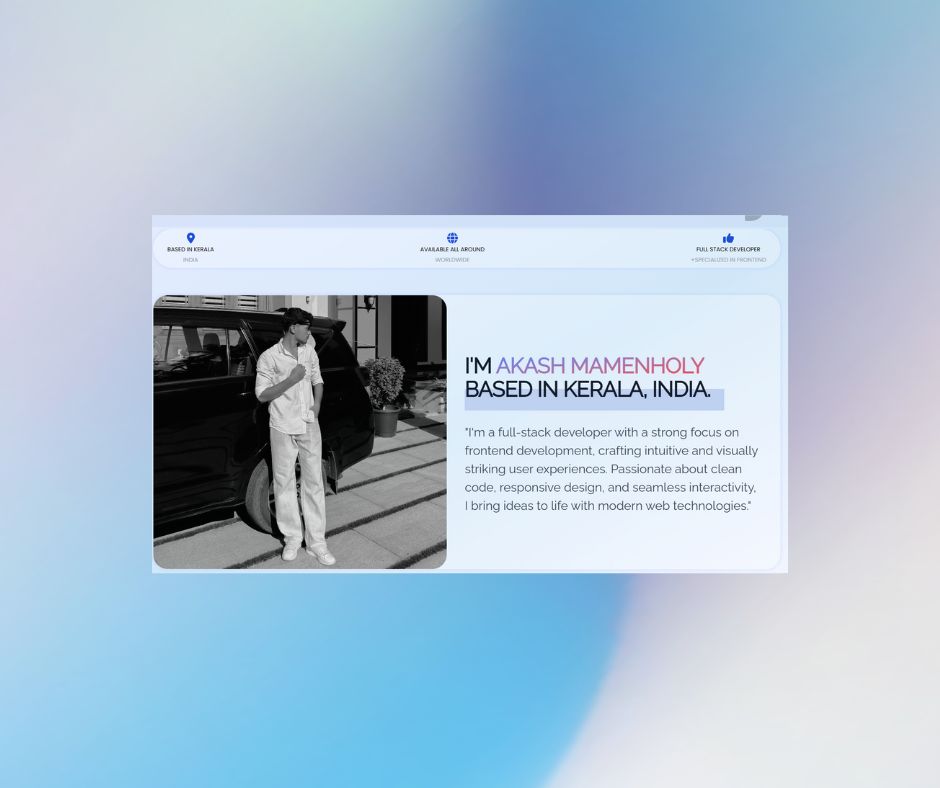 BASED IN KERALA
INDIA
AVAILABLE ALL AROUND
WORLDWIDE
FULL STACK DEVELOPER
+SPECIALIZED IN FRONTEND
I'M AKASH MAMENHOLY
BASED IN KERALA, INDIA.
"I'm a full-stack developer with a strong focus on
frontend development, crafting intuitive and visually
striking user experiences. Passionate about clean
code, responsive design, and seamless interactivity,
I bring ideas to life with modern web technologies."